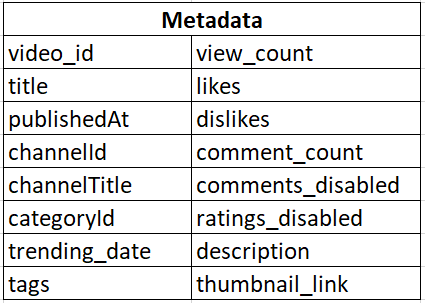 Metadata
video_id view_count
title likes
publishedAt dislikes
channelId comment_count
channelTitle comments_disabled
categoryId ratings_disabled
trending_date description
tags thumbnail_link